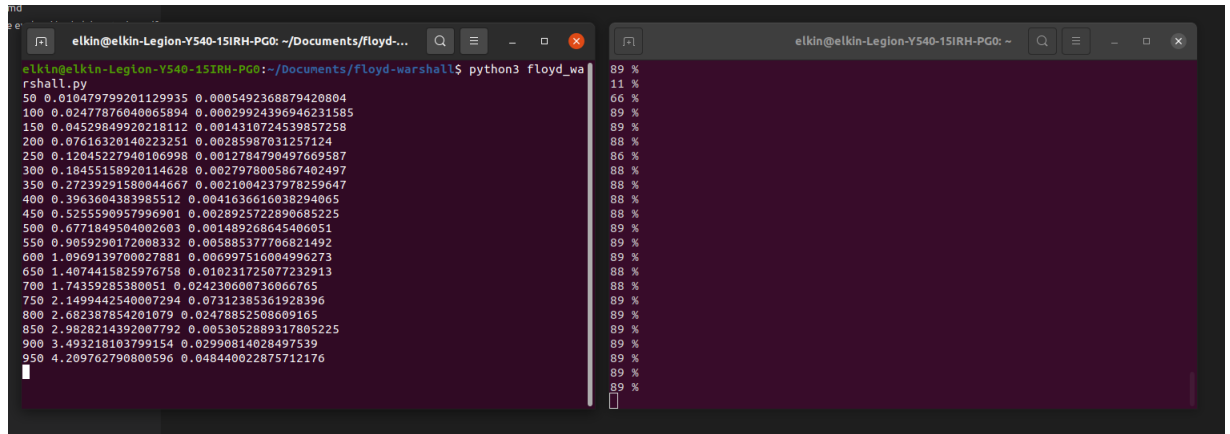 md
elkin@elkin-Legion-Y540-15IRH-PG0: ~/Documents/floyd-...
elkin@elkin-Legion-Y540-15IRH-PG0:~/Documents/floyd-warshall$ python3 floyd_wa
rshall.py
50 0.010479799201129935 0.0005492368879420804
100 0.02477876040065894 0.00029924396946231585
150 0.04529849920218112 0.0014310724539857258
200 0.07616320140223251 0.00285987031257124
250 0.12045227940106998 0.0012784790497669587
300 0.18455158920114628 0.0027978005867402497
350 0.27239291580044667 0.0021004237978259647
400 0.3963604383985512 0.0041636616038294065
450 0.5255590957996901 0.0028925722890685225
500 0.6771849504002603 0.001489268645406051
550 0.9059290172008332 0.005885377706821492
600 1.0969139700027881 0.006997516004996273
650 1.4074415825976758 0.010231725077232913
700 1.74359285380051 0.024230600736066765
750 2.1499442540007294 0.07312385361928396
800 2.682387854201079 0.02478852508609165
850 2.9828214392007792 0.0053052889317805225
900 3.493218103799154 0.02990814028497539
950 4.209762790800596 0.048440022875712176
elkin@elkin-Legion-Y540-15IRH-PG0: ~
89 %
11 %
66 %
89 %
89 %
88 %
86 %
88 %
88 %
88 %
88 %
89 %
89 %
89 %
88 %
88 %
89 %
89 %
89 %
89 %
89 %
89 %
89 %